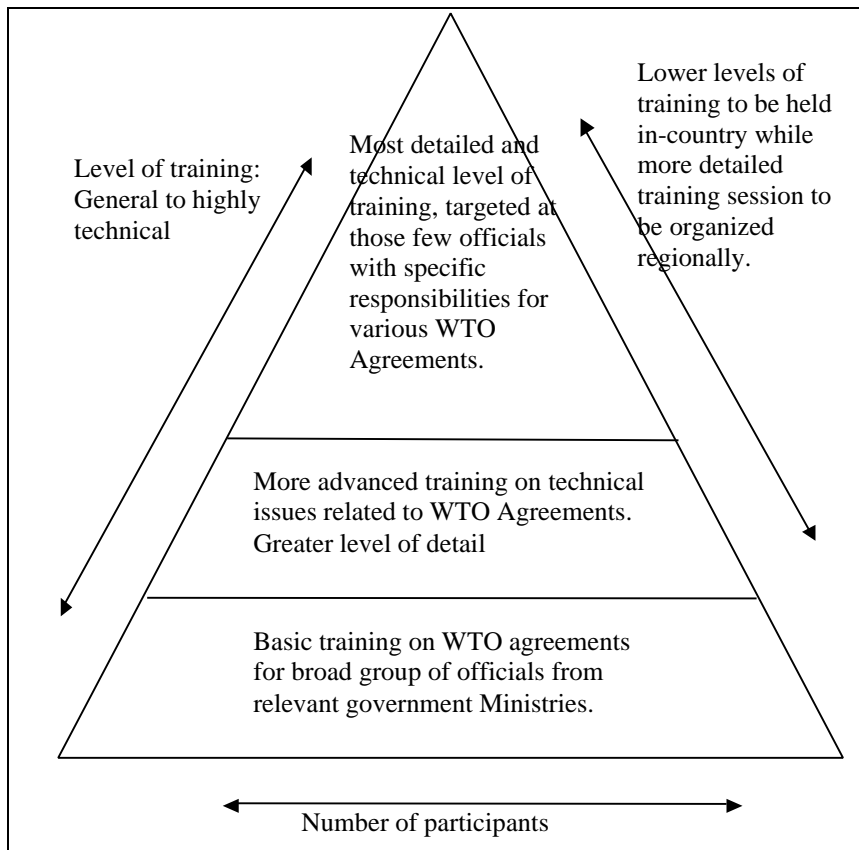 Level of training:
General to highly
technical
Most detailed and
technical level of
training, targeted at
those few officials
with specific
responsibilities for
various WTO
Agreements.
Lower levels of
training to be held
in-country while
more detailed
training session to
be organized
regionally.
More advanced training on technical
issues related to WTO Agreements.
Greater level of detail
Basic training on WTO agreements
for broad group of officials from
relevant government Ministries.
Number of participants